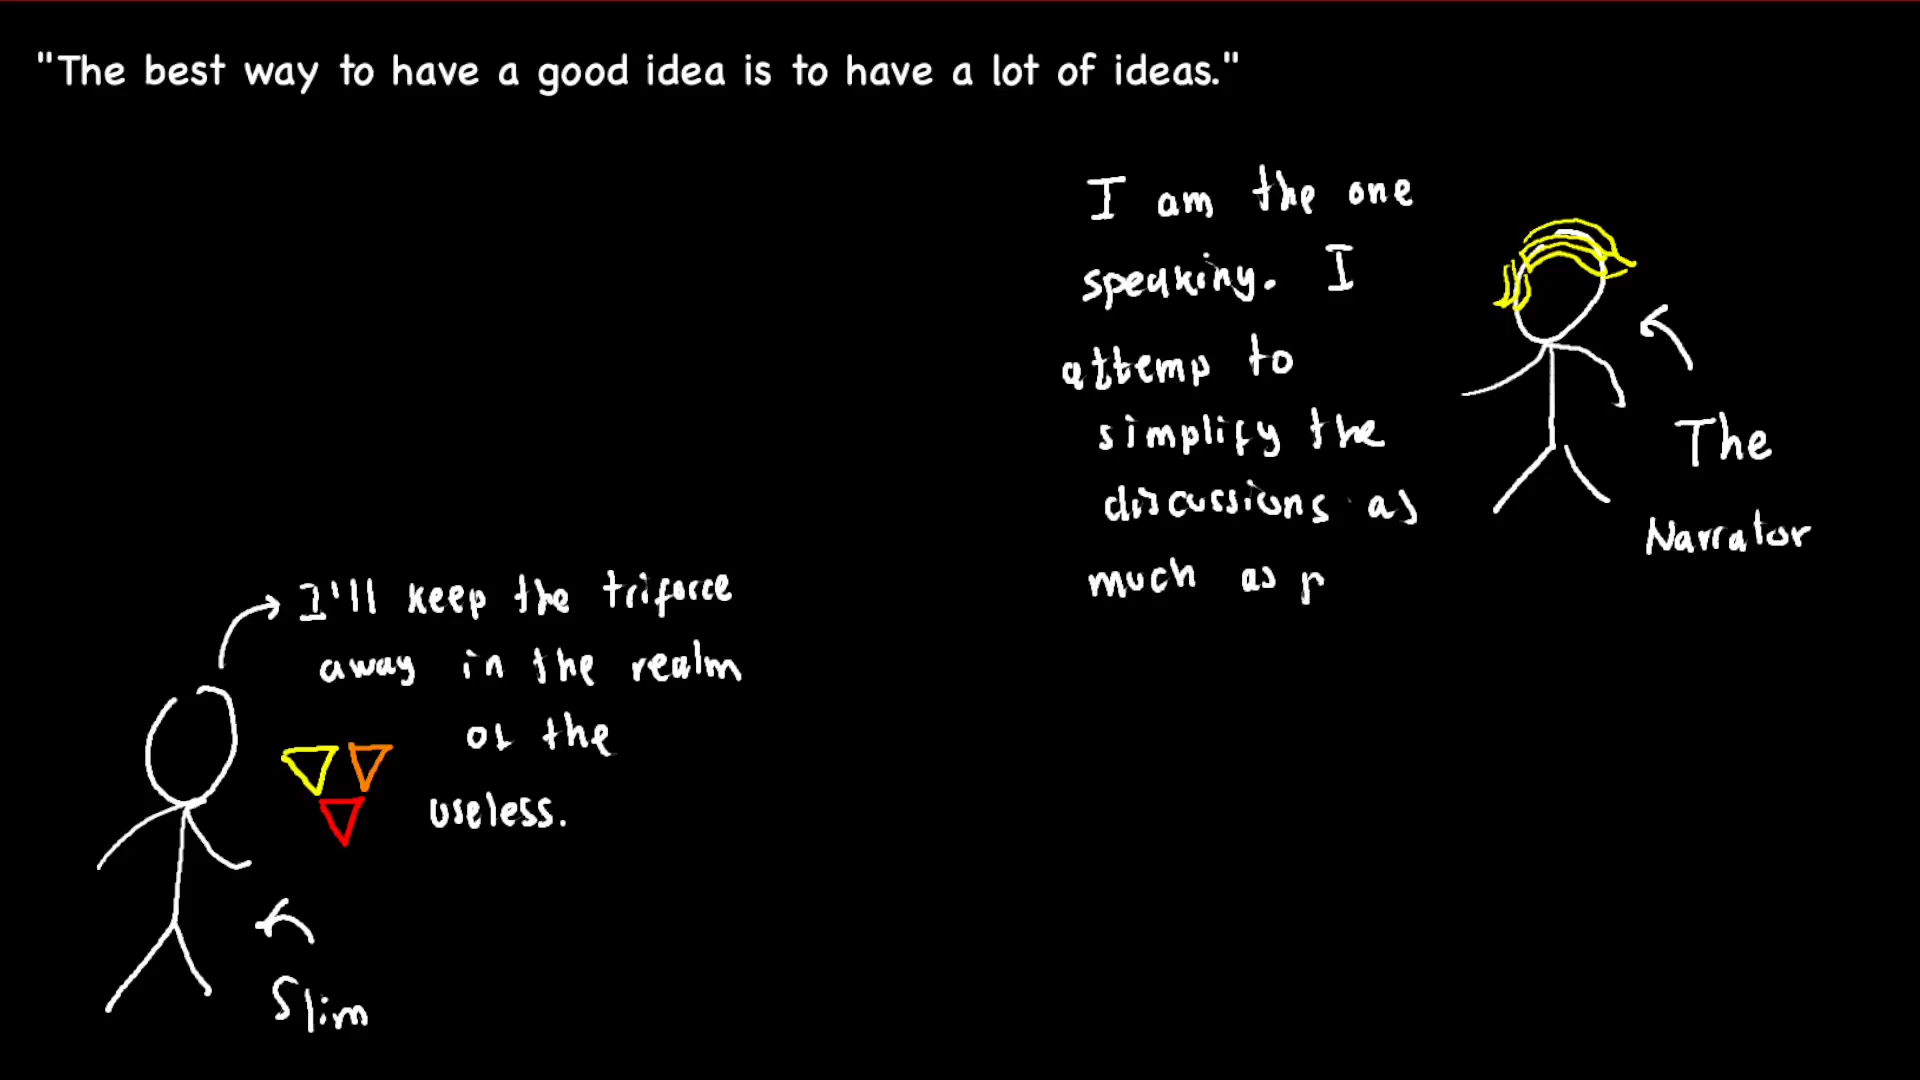 "The best way to have a good idea is to have a lot of ideas."
I am the one
speaking. I
attemp to
simplify the
discussions as
much as p
The
Narrator
I'll keep the triforce
away in the realm
of the
useless.
Slim